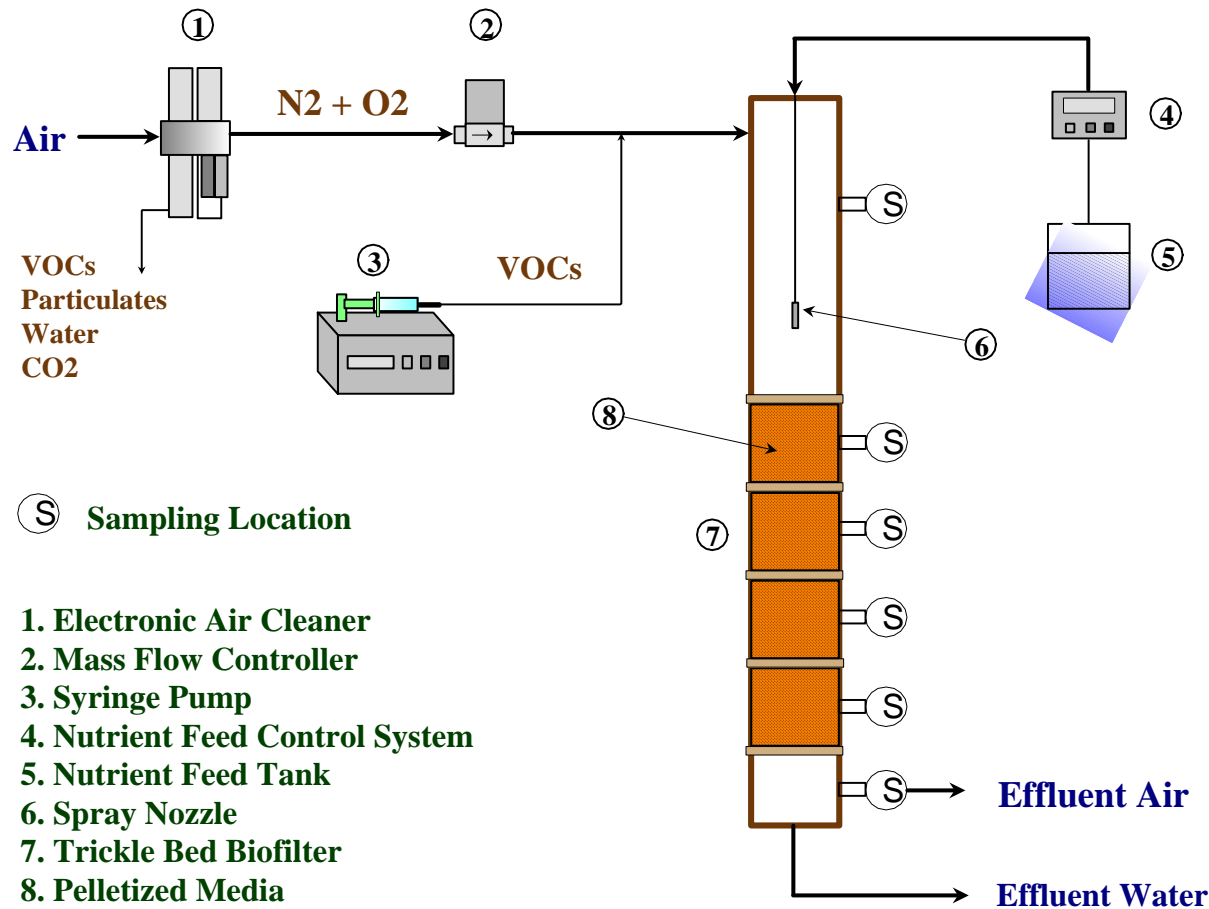 1
2
N2 + O2
Air
4
S
VOCs
Particulates
Water
CO2
3
VOCs
5
6
8
S
S Sampling Location
7
S
S
S
1. Electronic Air Cleaner
2. Mass Flow Controller
3. Syringe Pump
4. Nutrient Feed Control System
5. Nutrient Feed Tank
6. Spray Nozzle
7. Trickle Bed Biofilter
8. Pelletized Media
S
Effluent Air
Effluent Water